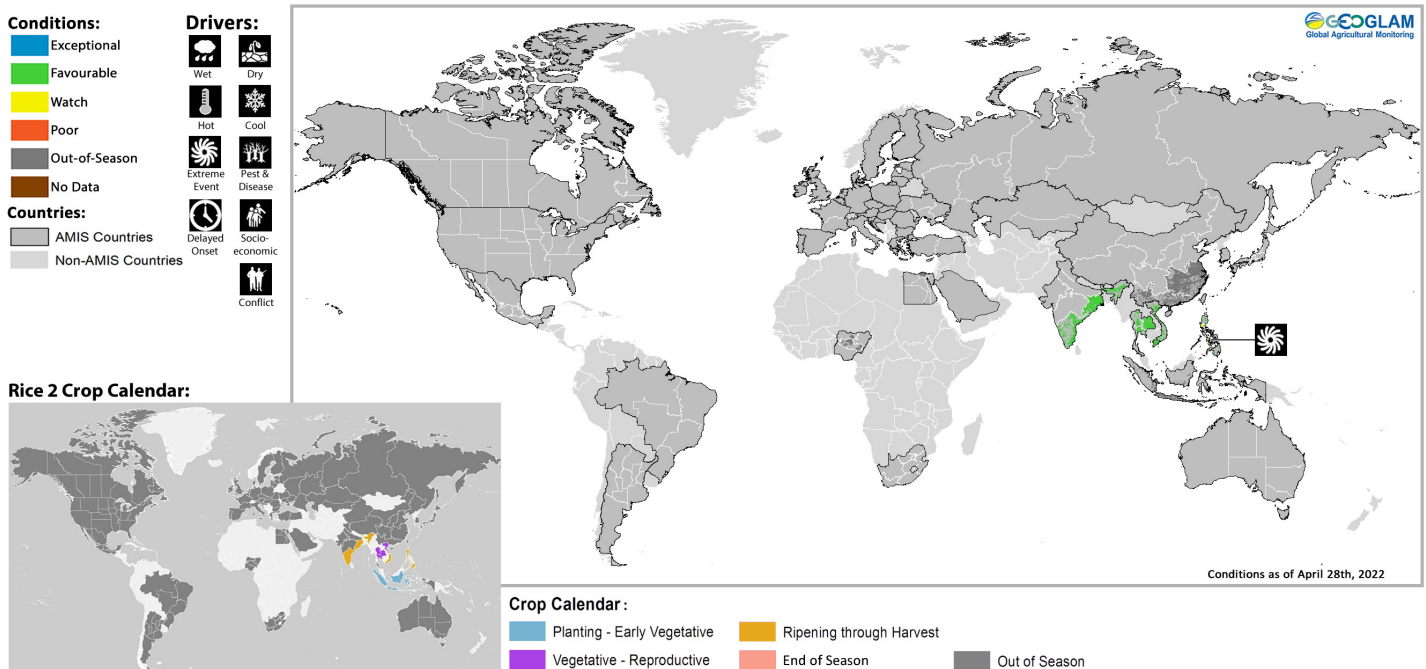 Conditions:
Exceptional
Favourable
Watch
Poor
Out-of-Season
No Data
Countries:
AMIS Countries
Non-AMIS Countries
Drivers:
Wet
Dry
Hot
Cool
Extreme
Event
Pest &
Disease
Delayed
Onset
Socio-
economic
Conflict
GEOGLAM
Global Agricultural Monitoring
Conditions as of April 28th, 2022
Rice 2 Crop Calendar:
Crop Calendar :
Planting - Early Vegetative
Ripening through Harvest
Vegetative - Reproductive
End of Season
Out of Season